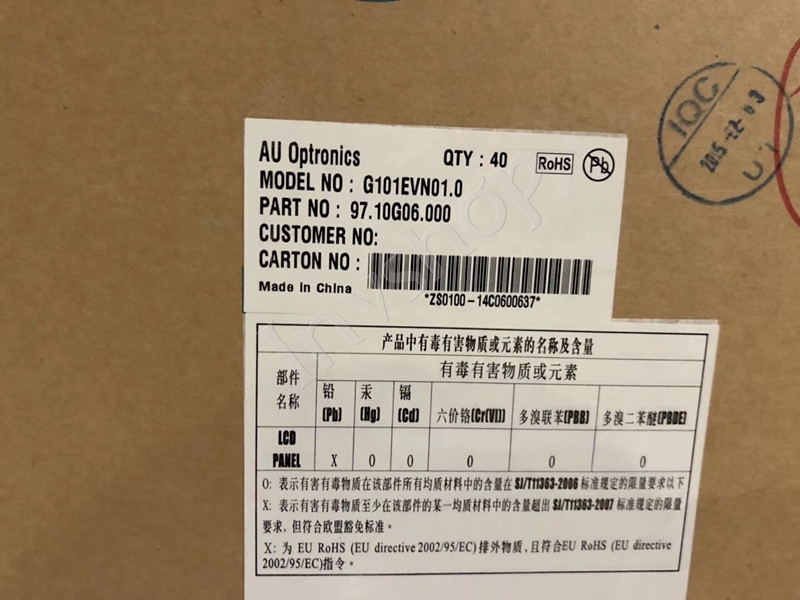 IQC
AU Optronics QTY : 40 RoHS Pb
MODEL NO : G101EVN01.0
PART NO : 97.10G06.000
CUSTOMER NO:
CARTON NO :
Made in China *ZS0100-14C0600637*
Invshop
产品中有毒有害物质或元素的名称及含量
部件名称 有毒有害物质或元素
铅(Pb) 汞(Hg) 镉(Cd) 六价铬(Cr(VI)) 多溴联苯(PBB) 多溴二苯醚(PBDE)
LCD PANEL X O O O O O
O: 表示有害有毒物质在该部件所有均质材料中的含量在 SJ/T11363-2006 标准规定的限量要求以下
X: 表示有害有毒物质至少在该部件的某一均质材料中的含量超出 SJ/T11363-2007 标准规定的限量
要求, 但符合欧盟豁免标准。
X: 为 EU RoHS (EU directive 2002/95/EC) 排外物质, 且符合EU RoHS (EU directive
2002/95/EC)指令。